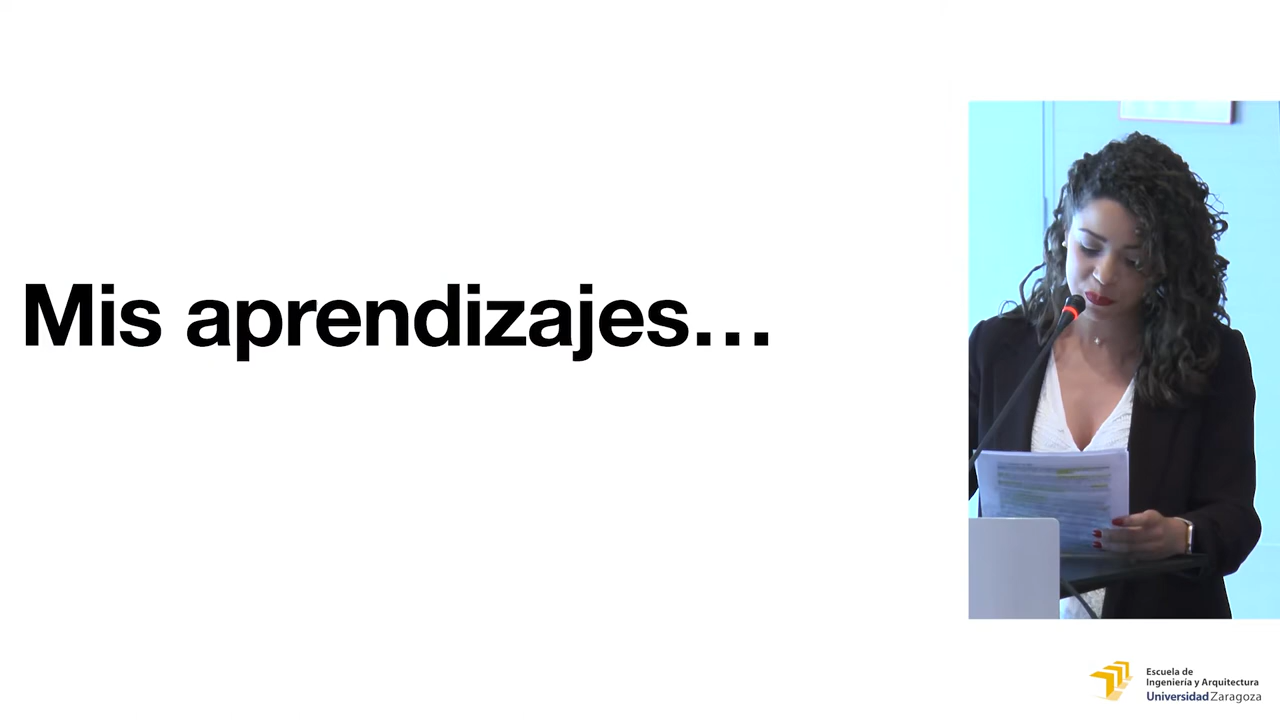 Mis aprendizajes...
Escuela de
Ingeniería y Arquitectura
Universidad Zaragoza